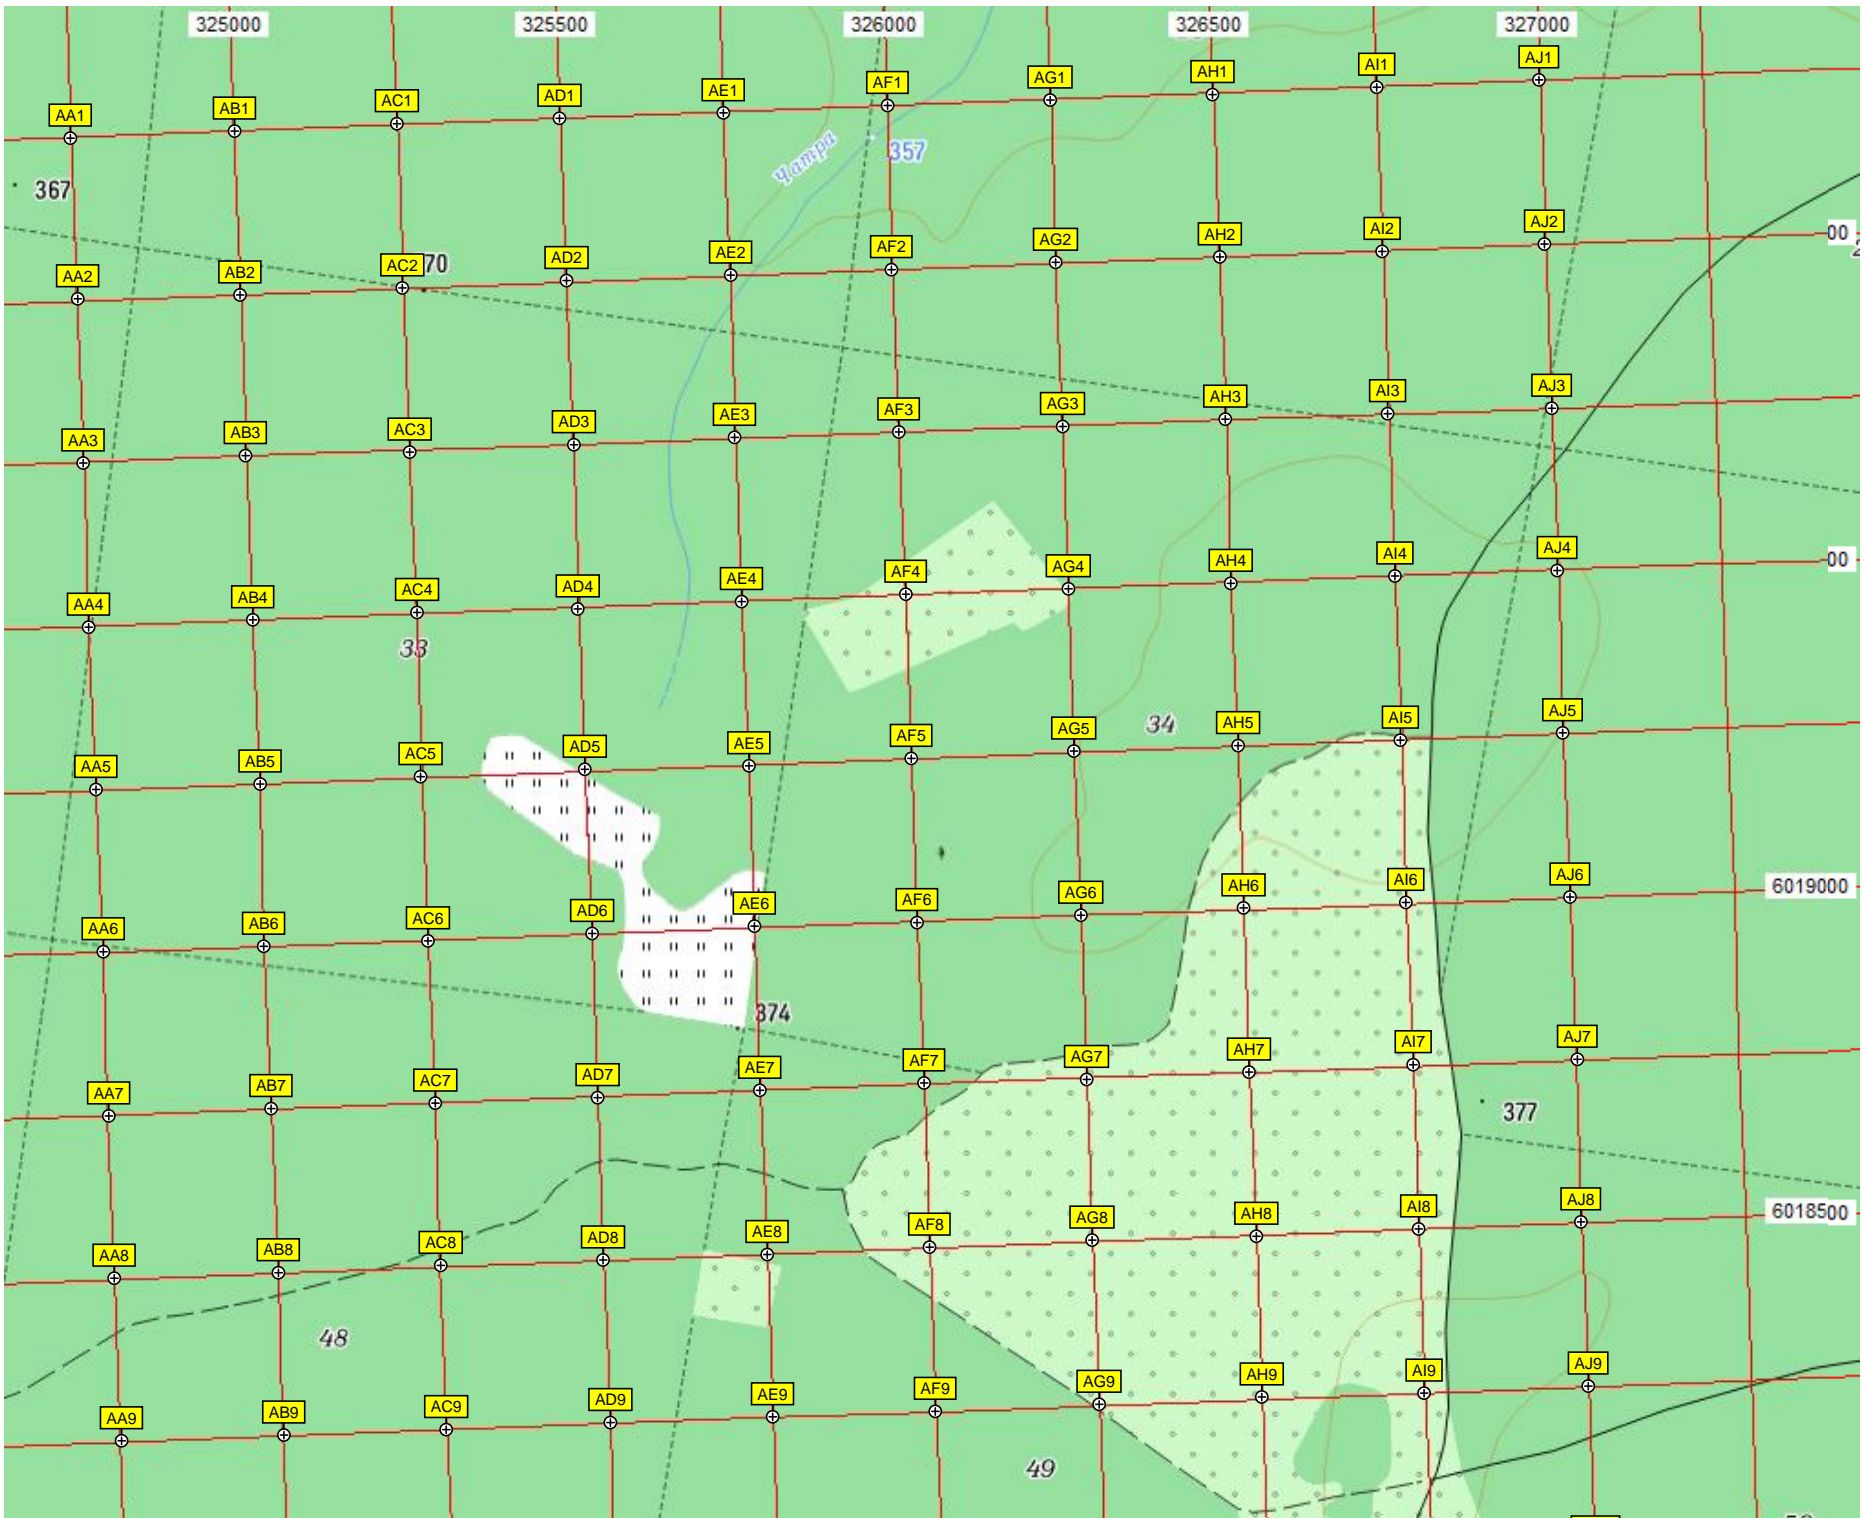 325000 325500 326000 326500 327000
AA1 AB1 AC1 AD1 AE1 AF1 AG1 AH1 AI1 AJ1
Чатра 357
367
00
AA2 AB2 AC2 70 AD2 AE2 AF2 AG2 AH2 AI2 AJ2
AA3 AB3 AC3 AD3 AE3 AF3 AG3 AH3 AI3 AJ3
00
AA4 AB4 AC4 AD4 AE4 AF4 AG4 AH4 AI4 AJ4
33
34
AA5 AB5 AC5 AD5 AE5 AF5 AG5 AH5 AI5 AJ5
6019000
AA6 AB6 AC6 AD6 AE6 AF6 AG6 AH6 AI6 AJ6
374
AA7 AB7 AC7 AD7 AE7 AF7 AG7 AH7 AI7 AJ7
377
601850000
AA8 AB8 AC8 AD8 AE8 AF8 AG8 AH8 AI8 AJ8
48
AA9 AB9 AC9 AD9 AE9 AF9 AG9 AH9 AI9 AJ9
49